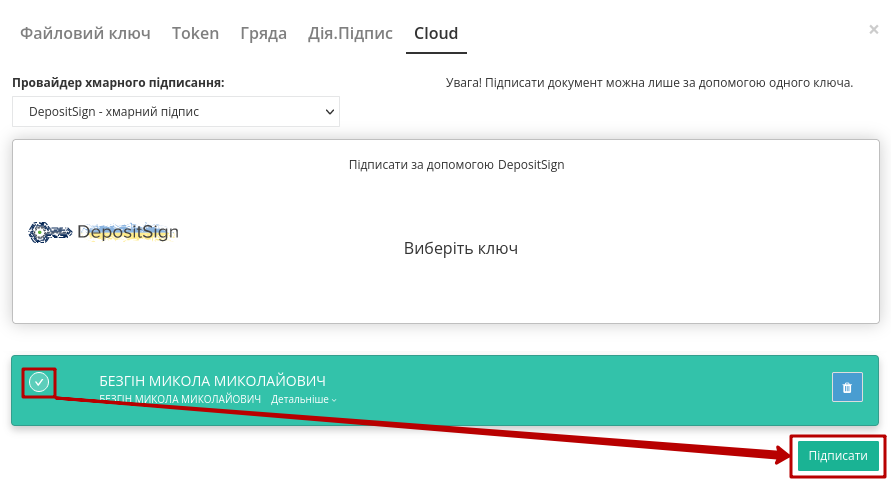 Файловий ключ Token Гряда Дія.Підпис Cloud ×
Провайдер хмарного підписання:
Увага! Підписати документ можна лише за допомогою одного ключа.
DepositSign - хмарний підпис
Підписати за допомогою DepositSign
DepositSign
Виберіть ключ
БЕЗГІН МИКОЛА МИКОЛАЙОВИЧ
БЕЗГІН МИКОЛА МИКОЛАЙОВИЧ Детальніше
Підписати